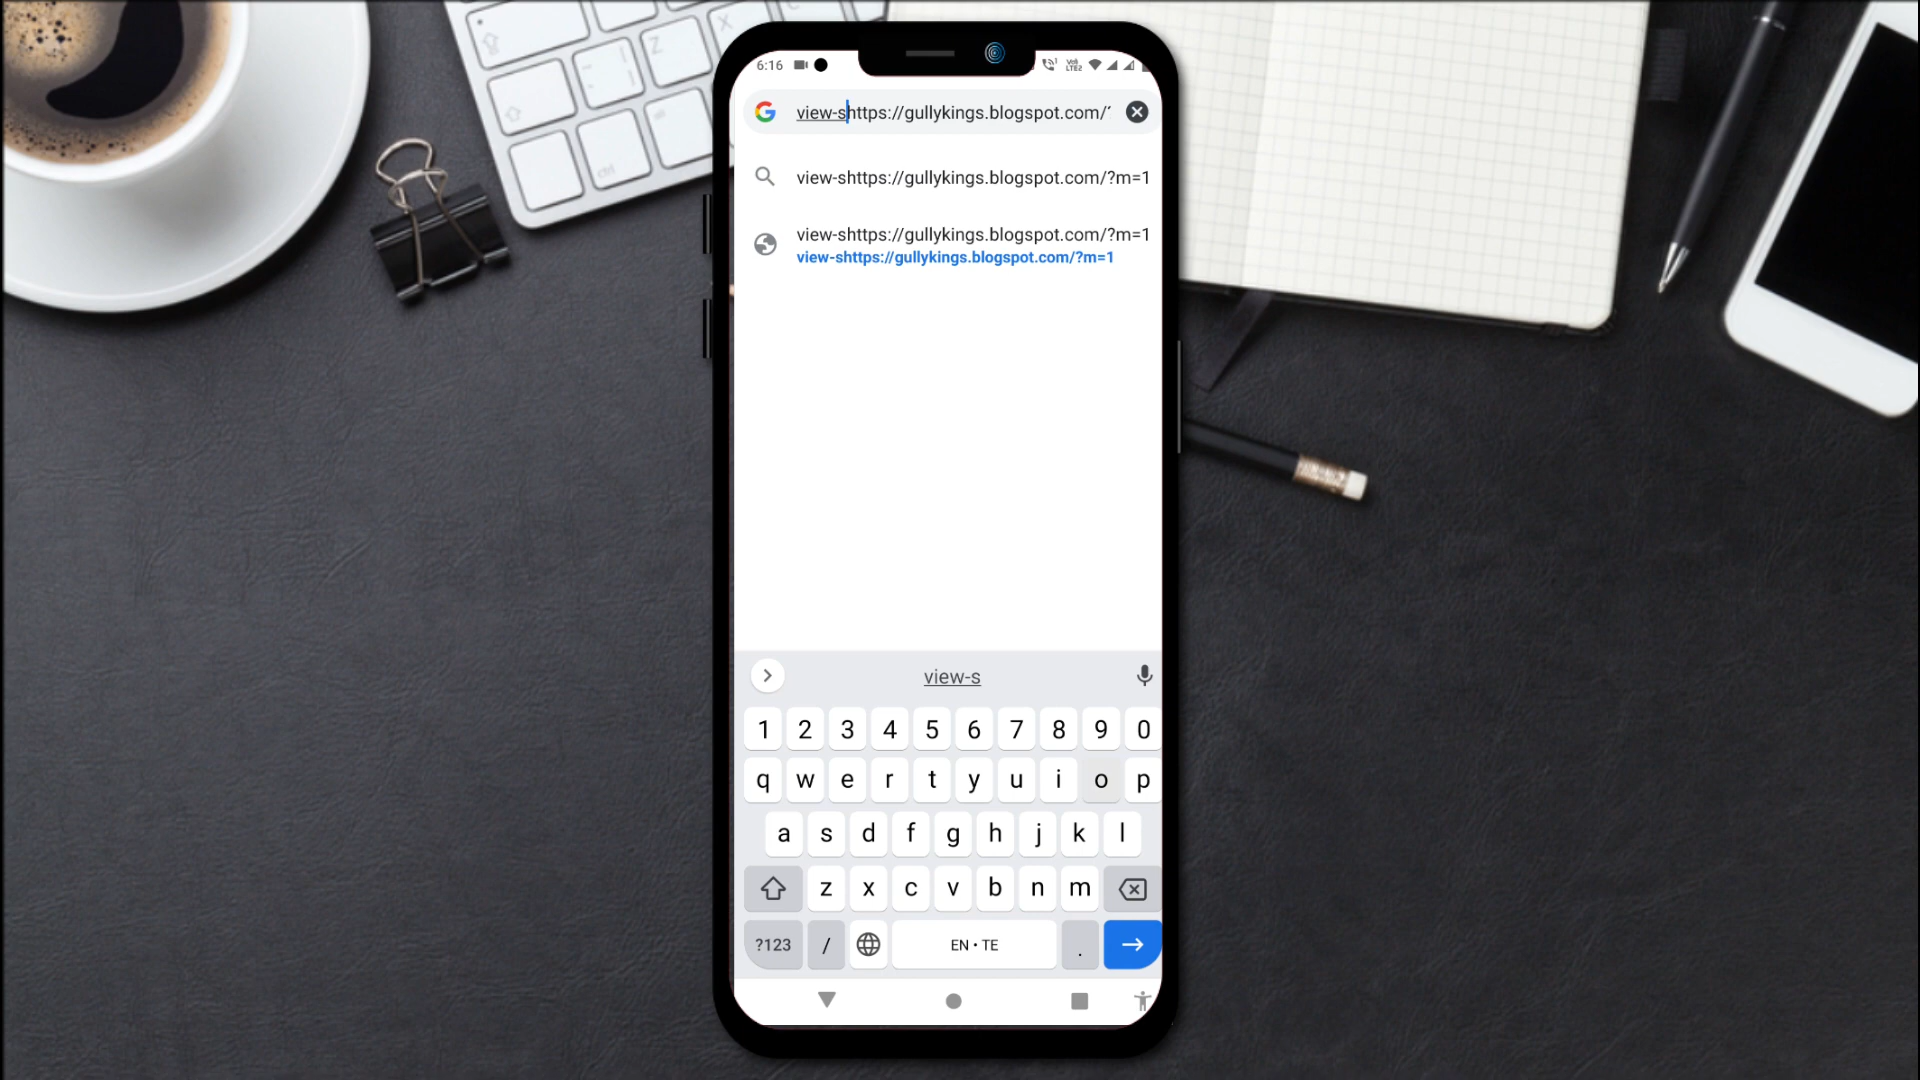 6:16
Vo) LTE2
view-shttps://gullykings.blogspot.com/?
view-shttps://gullykings.blogspot.com/?m=1
view-shttps://gullykings.blogspot.com/?m=1
view-shttps://gullykings.blogspot.com/?m=1
view-s
1 2 3 4 5 6 7 8 9 0
q w e r t y u i o p
a s d f g h j k l
z x c v b n m
?123 / EN • TE .